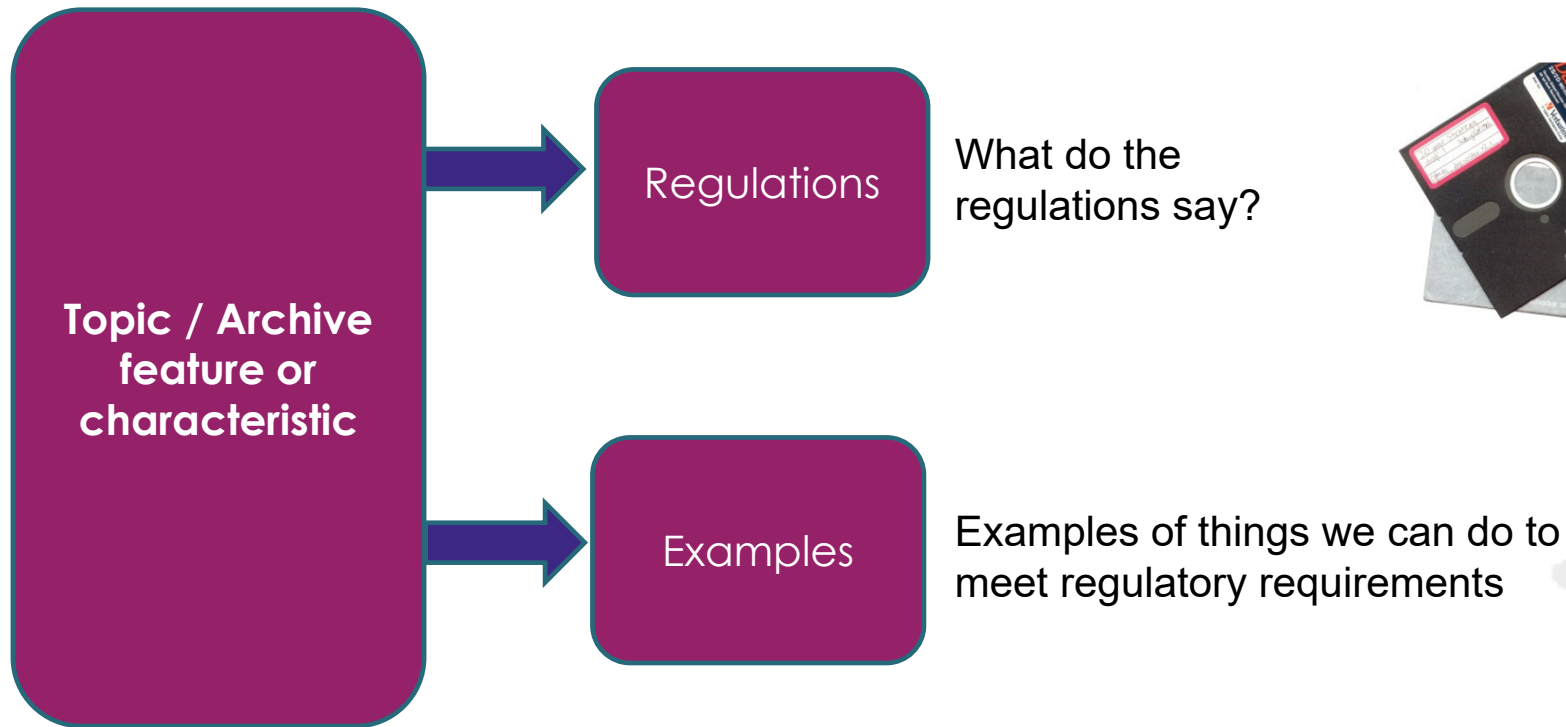 Topic / Archive
feature or
characteristic
Regulations
What do the
regulations say?
Examples
Examples of things we can do to
meet regulatory requirements